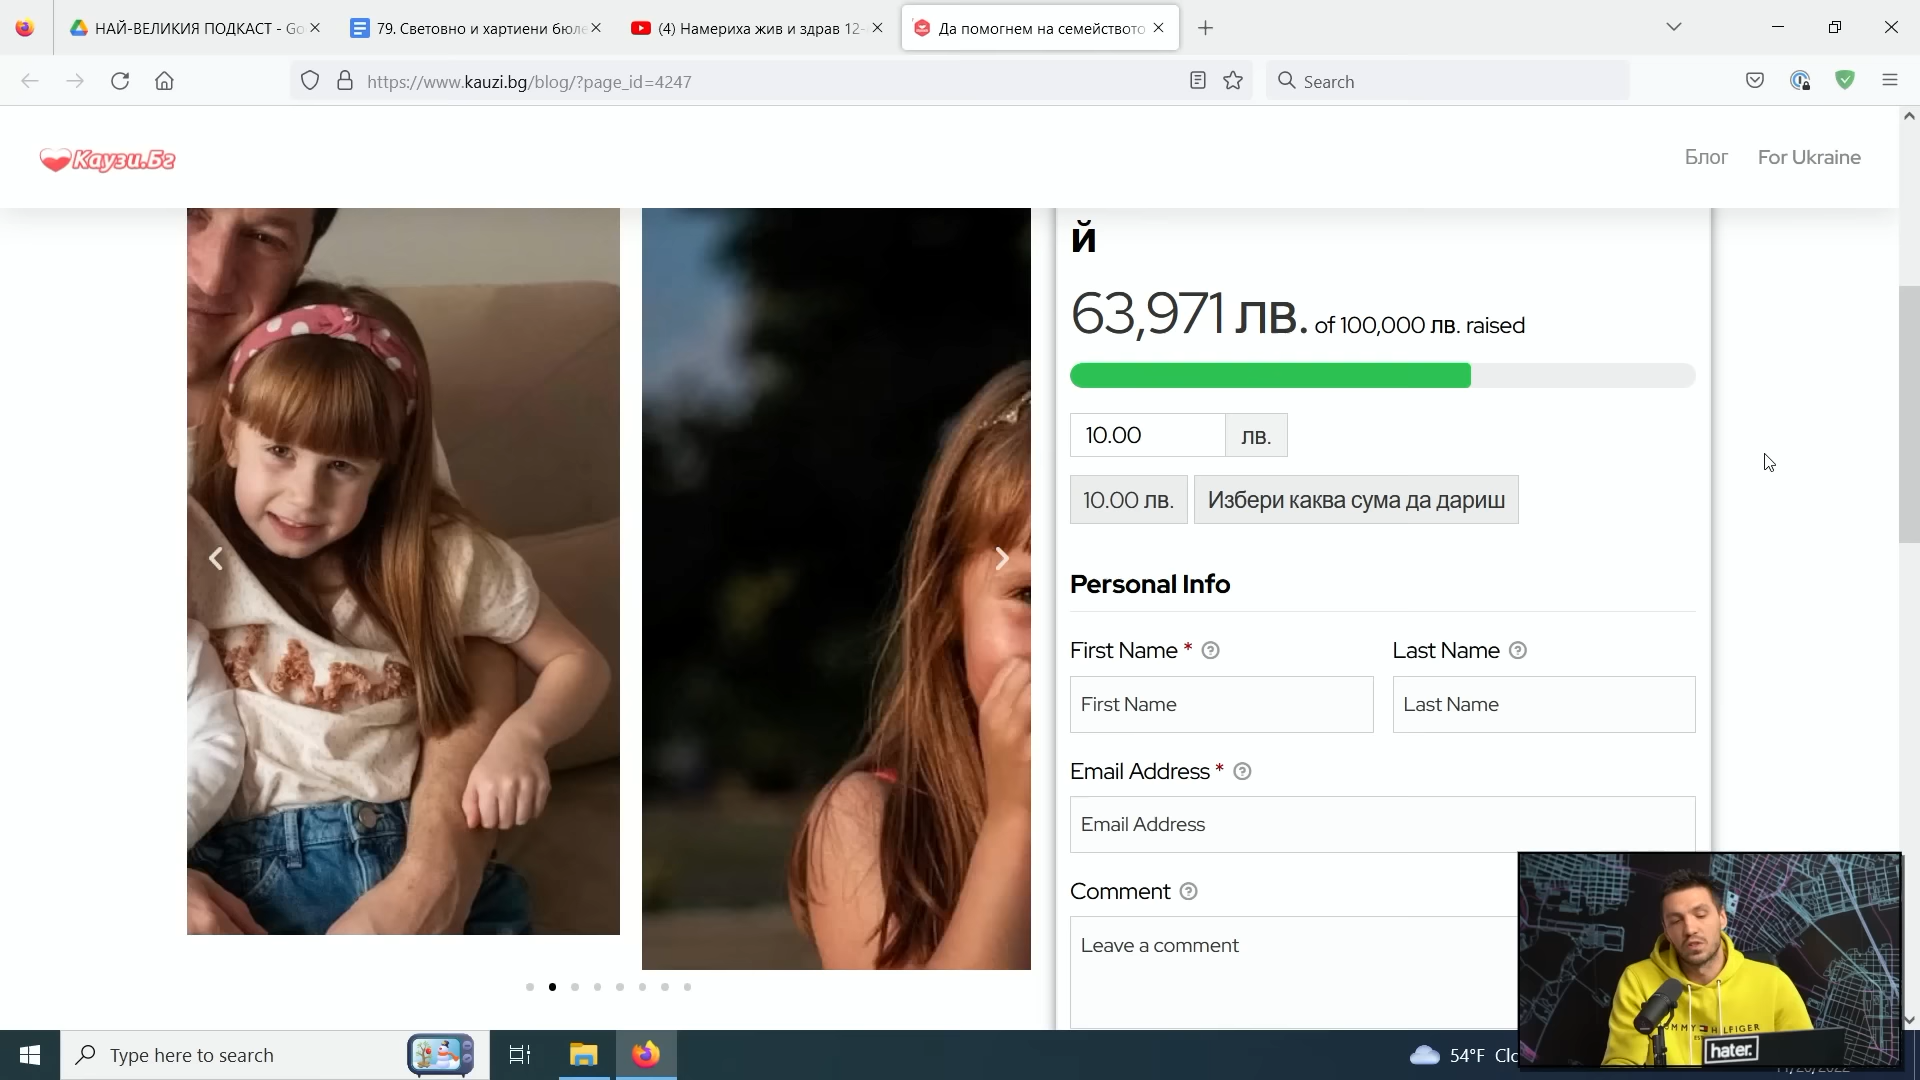 НАЙ-ВЕЛИКИЯ ПОДКАСТ - Go
79. Световно и хартиени бюле
(4) Намериха жив и здрав 12-
Да помогнем на семейството
https://www.kauzi.bg/blog/?page_id=4247
Search
Каузи.Бг
Блог
For Ukraine
й
63,971 лв. of 100,000 лв. raised
10.00
лв.
10.00 лв.
Избери каква сума да дариш
Personal Info
First Name *
Last Name
First Name
Last Name
Email Address *
Email Address
Comment
Leave a comment
hater.
Type here to search
54°F Clo